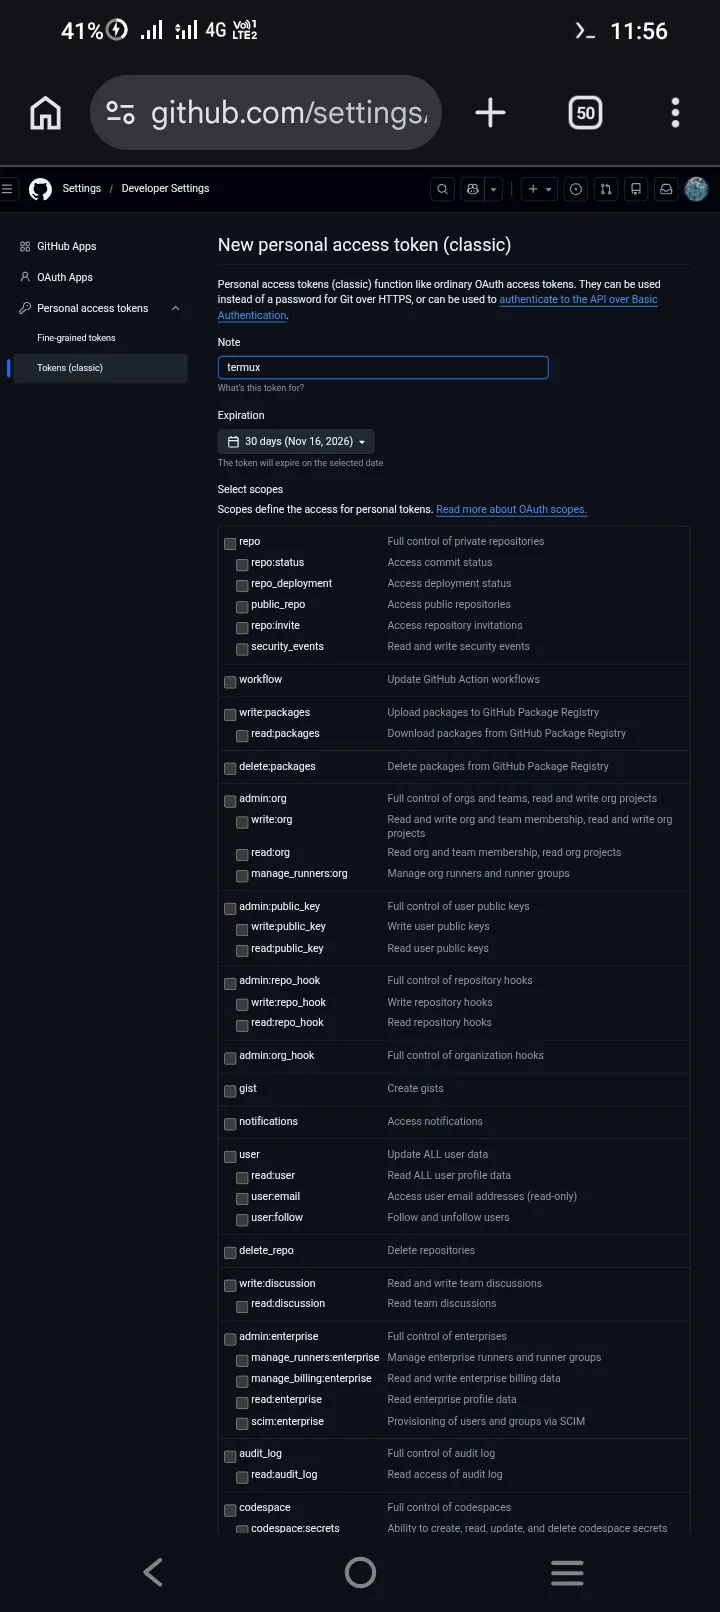 41% 4G Vo)) 1 LTE2 11:56
github.com/settings/
50
Settings / Developer Settings
GitHub Apps
OAuth Apps
Personal access tokens
Fine-grained tokens
Tokens (classic)
New personal access token (classic)
Personal access tokens (classic) function like ordinary OAuth access tokens. They can be used
instead of a password for Git over HTTPS, or can be used to authenticate to the API over Basic
Authentication.
Note
termux
What's this token for?
Expiration
30 days (Nov 16, 2026)
The token will expire on the selected date
Select scopes
Scopes define the access for personal tokens. Read more about OAuth scopes.
repo Full control of private repositories
repo:status Access commit status
repo_deployment Access deployment status
public_repo Access public repositories
repo:invite Access repository invitations
security_events Read and write security events
workflow Update GitHub Action workflows
write:packages Upload packages to GitHub Package Registry
read:packages Download packages from GitHub Package Registry
delete:packages Delete packages from GitHub Package Registry
admin:org Full control of orgs and teams, read and write org projects
write:org Read and write org and team membership, read and write org
projects
read:org Read org and team membership, read org projects
manage_runners:org Manage org runners and runner groups
admin:public_key Full control of user public keys
write:public_key Write user public keys
read:public_key Read user public keys
admin:repo_hook Full control of repository hooks
write:repo_hook Write repository hooks
read:repo_hook Read repository hooks
admin:org_hook Full control of organization hooks
gist Create gists
notifications Access notifications
user Update ALL user data
read:user Read ALL user profile data
user:email Access user email addresses (read-only)
user:follow Follow and unfollow users
delete_repo Delete repositories
write:discussion Read and write team discussions
read:discussion Read team discussions
admin:enterprise Full control of enterprises
manage_runners:enterprise Manage enterprise runners and runner groups
manage_billing:enterprise Read and write enterprise billing data
read:enterprise Read enterprise profile data
scim:enterprise Provisioning of users and groups via SCIM
audit_log Full control of audit log
read:audit_log Read access of audit log
codespace Full control of codespaces
codespace:secrets Ability to create, read, update, and delete codespace secrets